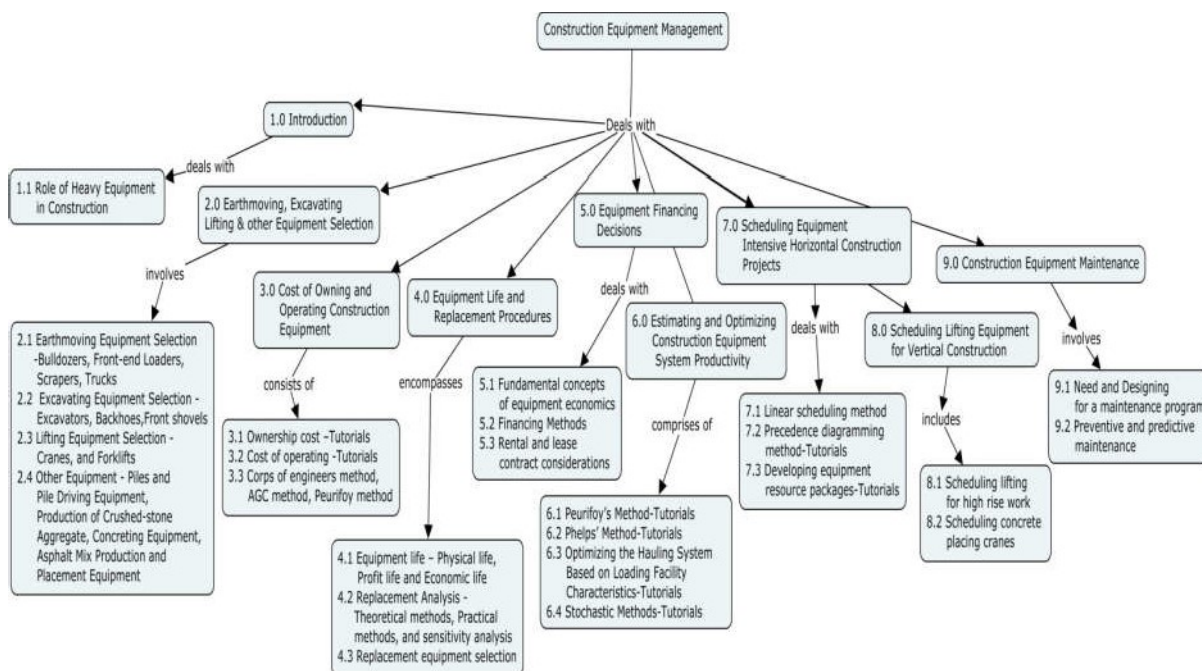 Construction Equipment Management
Deals with
1.0 Introduction
deals with
1.1 Role of Heavy Equipment
in Construction
2.0 Earthmoving, Excavating
Lifting & other Equipment Selection
involves
2.1 Earthmoving Equipment Selection
-Bulldozers, Front-end Loaders,
Scrapers, Trucks
2.2 Excavating Equipment Selection -
Excavators, Backhoes,Front shovels
2.3 Lifting Equipment Selection -
Cranes, and Forklifts
2.4 Other Equipment - Piles and
Pile Driving Equipment,
Production of Crushed-stone
Aggregate, Concreting Equipment,
Asphalt Mix Production and
Placement Equipment
3.0 Cost of Owning and
Operating Construction
Equipment
consists of
3.1 Ownership cost –Tutorials
3.2 Cost of operating -Tutorials
3.3 Corps of engineers method,
AGC method, Peurifoy method
4.0 Equipment Life and
Replacement Procedures
encompasses
4.1 Equipment life – Physical life,
Profit life and Economic life
4.2 Replacement Analysis -
Theoretical methods, Practical
methods, and sensitivity analysis
4.3 Replacement equipment selection
5.0 Equipment Financing
Decisions
deals with
5.1 Fundamental concepts
of equipment economics
5.2 Financing Methods
5.3 Rental and lease
contract considerations
6.0 Estimating and Optimizing
Construction Equipment
System Productivity
comprises of
6.1 Peurifoy's Method-Tutorials
6.2 Phelps' Method-Tutorials
6.3 Optimizing the Hauling System
Based on Loading Facility
Characteristics-Tutorials
6.4 Stochastic Methods-Tutorials
7.0 Scheduling Equipment
Intensive Horizontal Construction
Projects
deals with
7.1 Linear scheduling method
7.2 Precedence diagramming
method-Tutorials
7.3 Developing equipment
resource packages-Tutorials
8.0 Scheduling Lifting Equipment
for Vertical Construction
includes
8.1 Scheduling lifting
for high rise work
8.2 Scheduling concrete
placing cranes
9.0 Construction Equipment Maintenance
involves
9.1 Need and Designing
for a maintenance program
9.2 Preventive and predictive
maintenance